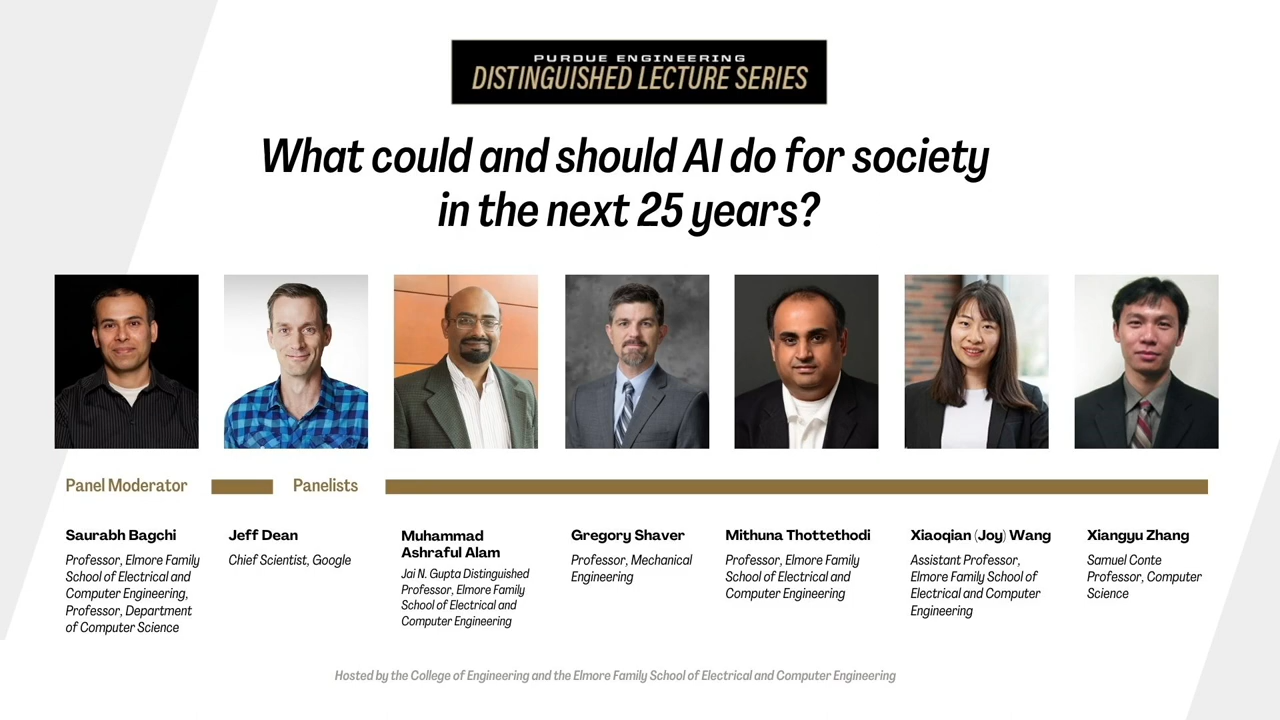 PURDUE ENGINEERING
DISTINGUISHED LECTURE SERIES
What could and should AI do for society
in the next 25 years?
Panel Moderator
Panelists
Saurabh Bagchi
Professor, Elmore Family
School of Electrical and
Computer Engineering,
Professor, Department
of Computer Science
Jeff Dean
Chief Scientist, Google
Muhammad
Ashraful Alam
Jai N. Gupta Distinguished
Professor, Elmore Family
School of Electrical and
Computer Engineering
Gregory Shaver
Professor, Mechanical
Engineering
Mithuna Thottethodi
Professor, Elmore Family
School of Electrical and
Computer Engineering
Xiaoqian (Joy) Wang
Assistant Professor,
Elmore Family School of
Electrical and Computer
Engineering
Xiangyu Zhang
Samuel Conte
Professor, Computer
Science
Hosted by the College of Engineering and the Elmore Family School of Electrical and Computer Engineering